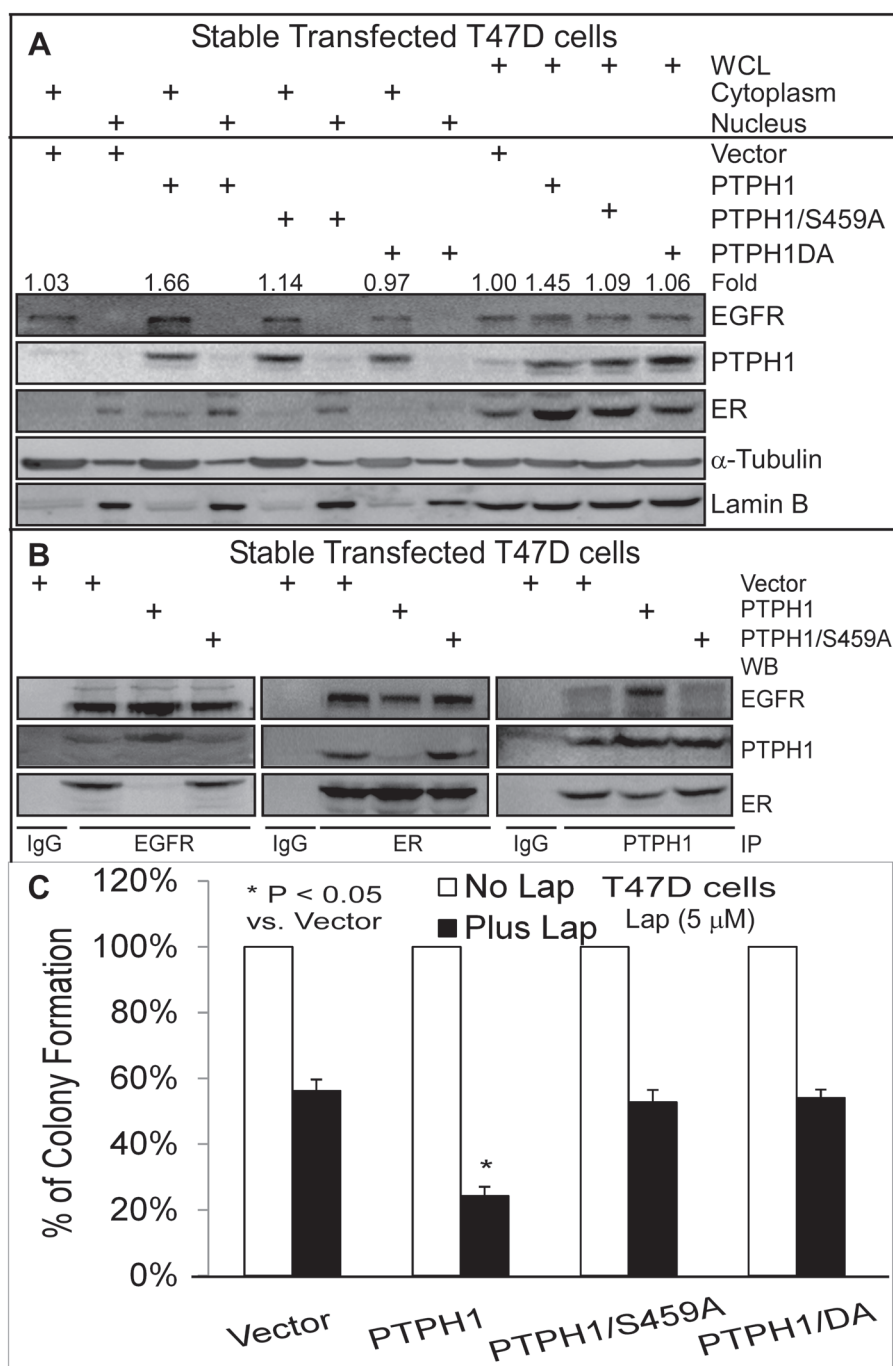 A
Stable Transfected T47D cells
+ + + + WCL
+ + + + Cytoplasm
+ + + + Nucleus
+ + + Vector
+ + + PTPH1
+ + + PTPH1/S459A
+ + + PTPH1DA
1.03 1.66 1.14 0.97 1.00 1.45 1.09 1.06 Fold
EGFR
PTPH1
ER
α-Tubulin
Lamin B
B
Stable Transfected T47D cells
+ + + + + + Vector
+ + + PTPH1
+ + + PTPH1/S459A
WB
EGFR
PTPH1
ER
IgG EGFR IgG ER IgG PTPH1 IP
C
* P < 0.05
vs. Vector
No Lap
Plus Lap
T47D cells
Lap (5 μM)
% of Colony Formation
120%
100%
80%
60%
40%
20%
0%
*
Vector
PTPH1
PTPH1/S459A
PTPH1/DA